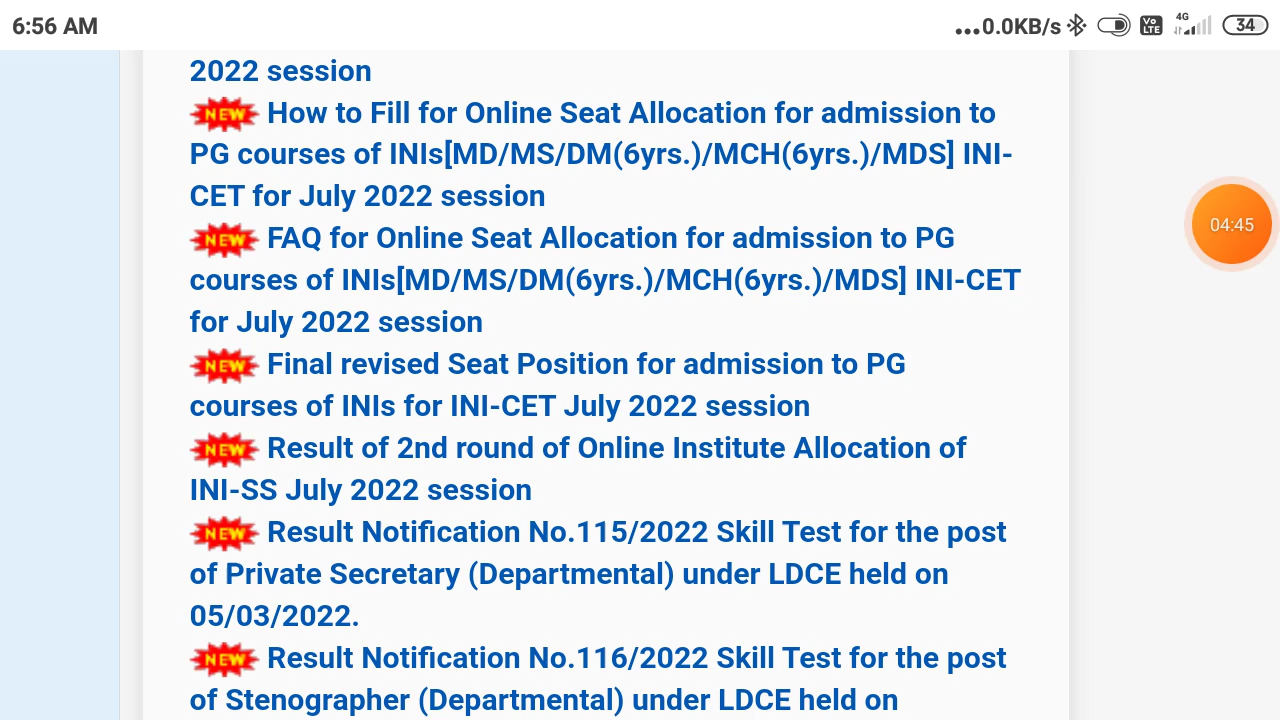 6:56 AM
...0.0KB/s
Vo LTE
4G
34
2022 session
NEW How to Fill for Online Seat Allocation for admission to
PG courses of INIs[MD/MS/DM(6yrs.)/MCH(6yrs.)/MDS] INI-
CET for July 2022 session
04:45
NEW FAQ for Online Seat Allocation for admission to PG
courses of INIs[MD/MS/DM(6yrs.)/MCH(6yrs.)/MDS] INI-CET
for July 2022 session
NEW Final revised Seat Position for admission to PG
courses of INIs for INI-CET July 2022 session
NEW Result of 2nd round of Online Institute Allocation of
INI-SS July 2022 session
NEW Result Notification No.115/2022 Skill Test for the post
of Private Secretary (Departmental) under LDCE held on
05/03/2022.
NEW Result Notification No.116/2022 Skill Test for the post
of Stenographer (Departmental) under LDCE held on